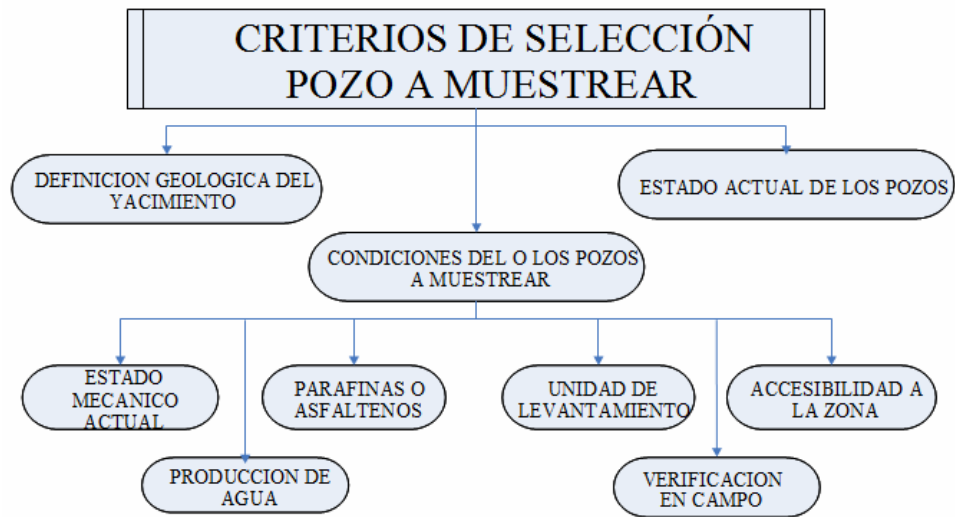 CRITERIOS DE SELECCIÓN
POZO A MUESTREAR
DEFINICION GEOLOGICA DEL
YACIMIENTO
ESTADO ACTUAL DE LOS POZOS
CONDICIONES DEL O LOS POZOS
A MUESTREAR
ESTADO
MECANICO
ACTUAL
PARAFINAS O
ASFALTENOS
UNIDAD DE
LEVANTAMIENTO
ACCESIBILIDAD A
LA ZONA
PRODUCCION DE
AGUA
VERIFICACION
EN CAMPO